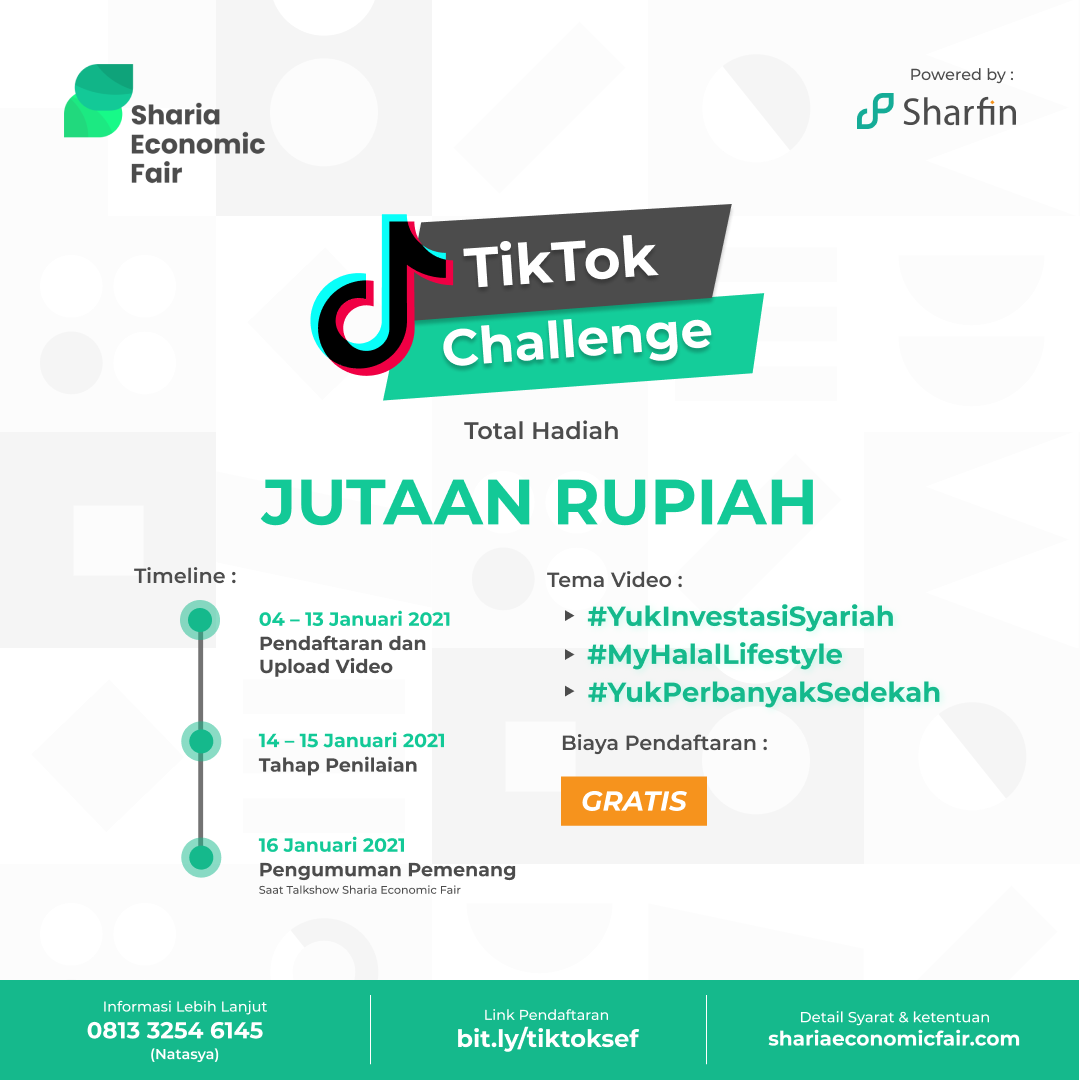 Sharia
Economic
Fair
Powered by :
Sharfin
TikTok
Challenge
Total Hadiah
JUTAAN RUPIAH
Timeline :
04 – 13 Januari 2021
Pendaftaran dan
Upload Video
14 – 15 Januari 2021
Tahap Penilaian
16 Januari 2021
Pengumuman Pemenang
Saat Talkshow Sharia Economic Fair
Tema Video :
#YukInvestasiSyariah
#MyHalalLifestyle
#YukPerbanyakSedekah
Biaya Pendaftaran :
GRATIS
Informasi Lebih Lanjut
0813 3254 6145
(Natasya)
Link Pendaftaran
bit.ly/tiktoksef
Detail Syarat & ketentuan
shariaeconomicfair.com